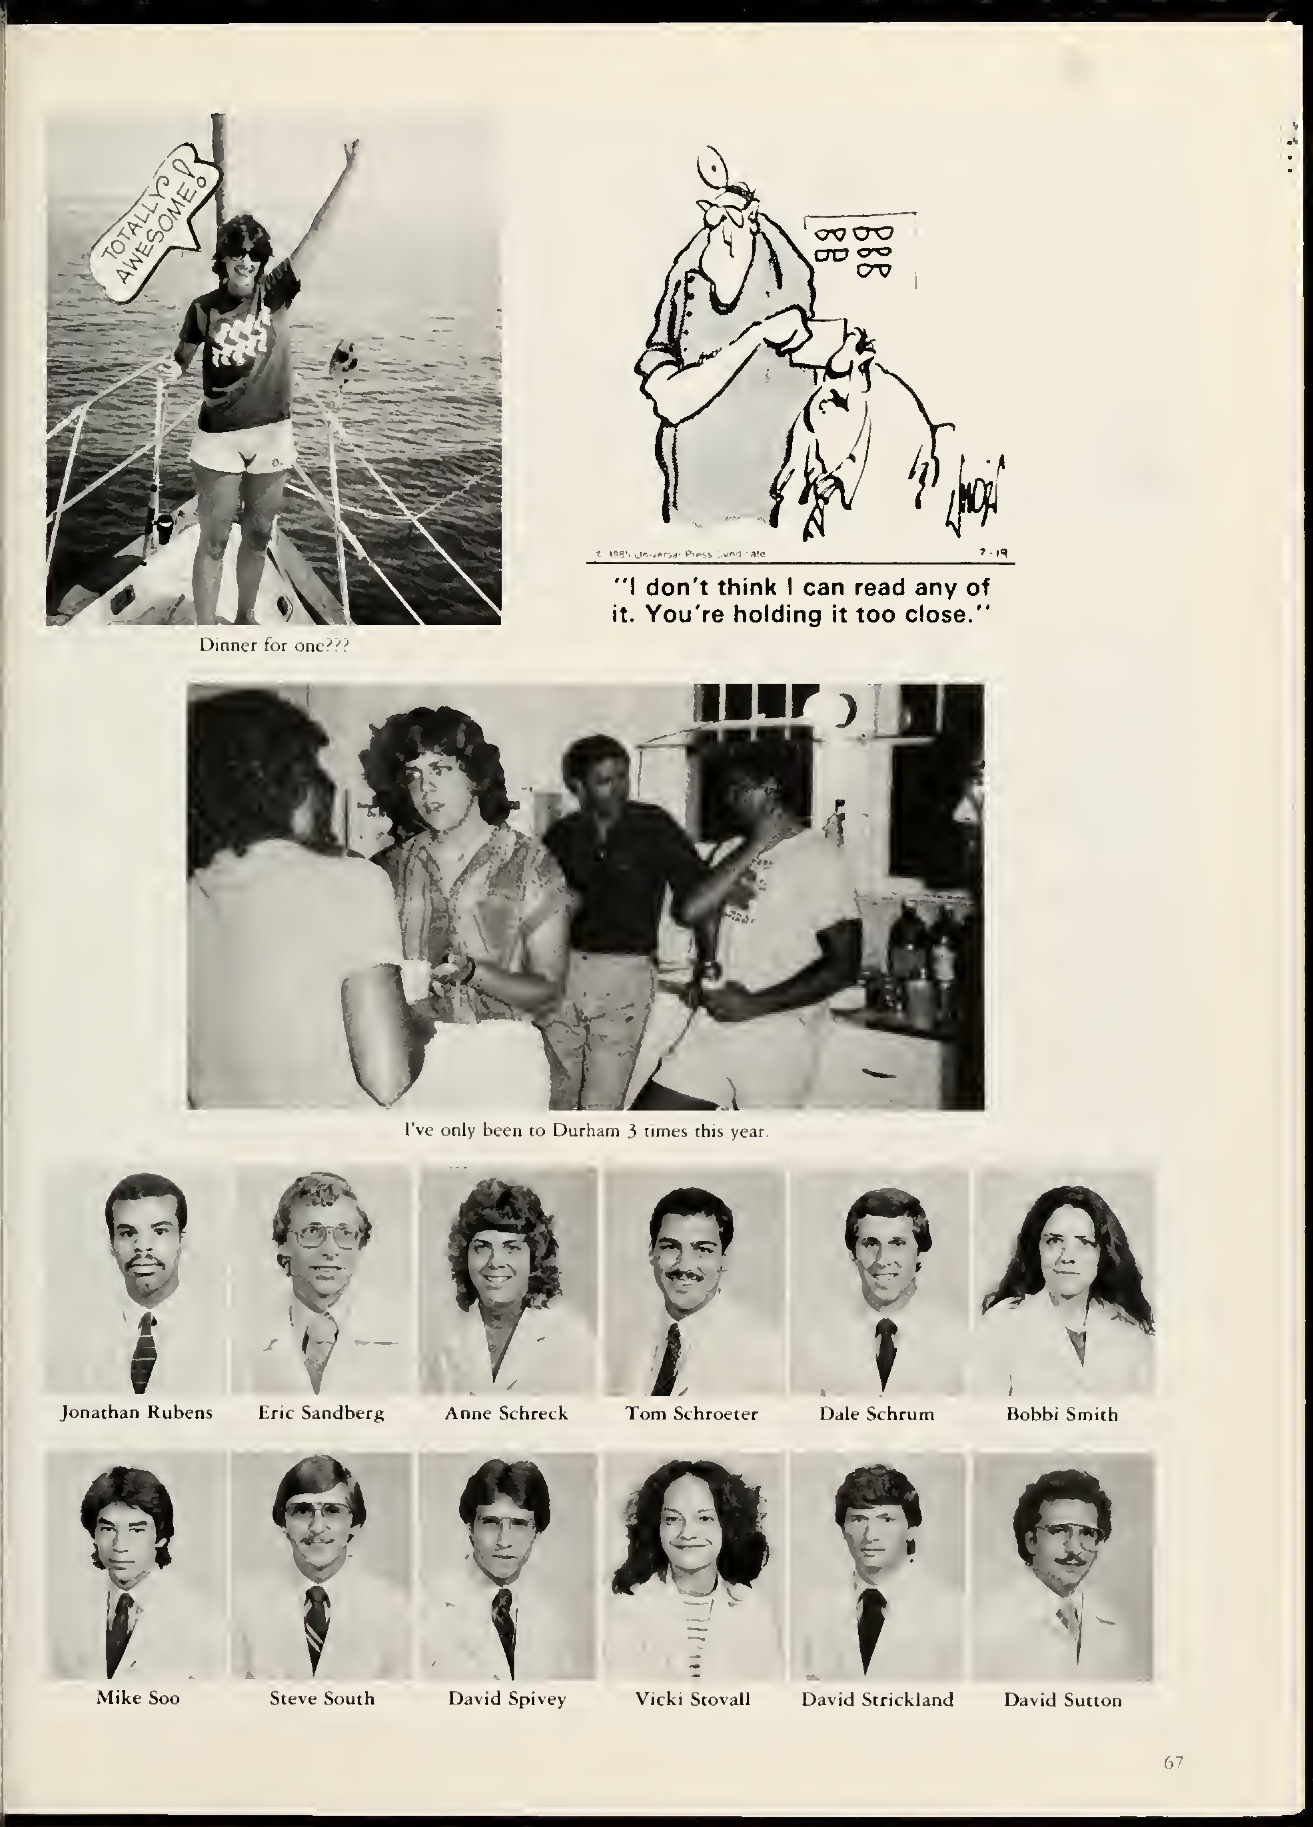 TOTALLY?
AWESOME!
© 1985 Universal Press Syndicate
7-19
"I don't think I can read any of
it. You're holding it too close."
Dinner for one???
I've only been to Durham 3 times this year.
Jonathan Rubens
Eric Sandberg
Anne Schreck
Tom Schroeter
Dale Schrum
Bobbi Smith
Mike Soo
Steve South
David Spivey
Vicki Stovall
David Strickland
David Sutton
67